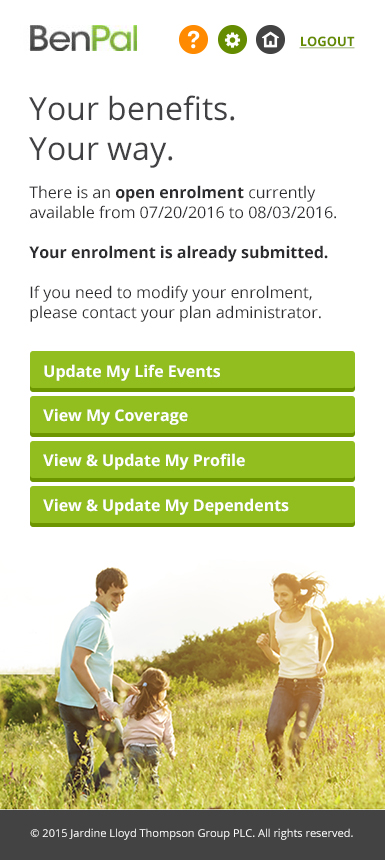 BenPal
? LOGOUT
Your benefits.
Your way.
There is an open enrolment currently
available from 07/20/2016 to 08/03/2016.
Your enrolment is already submitted.
If you need to modify your enrolment,
please contact your plan administrator.
Update My Life Events
View My Coverage
View & Update My Profile
View & Update My Dependents
© 2015 Jardine Lloyd Thompson Group PLC. All rights reserved.